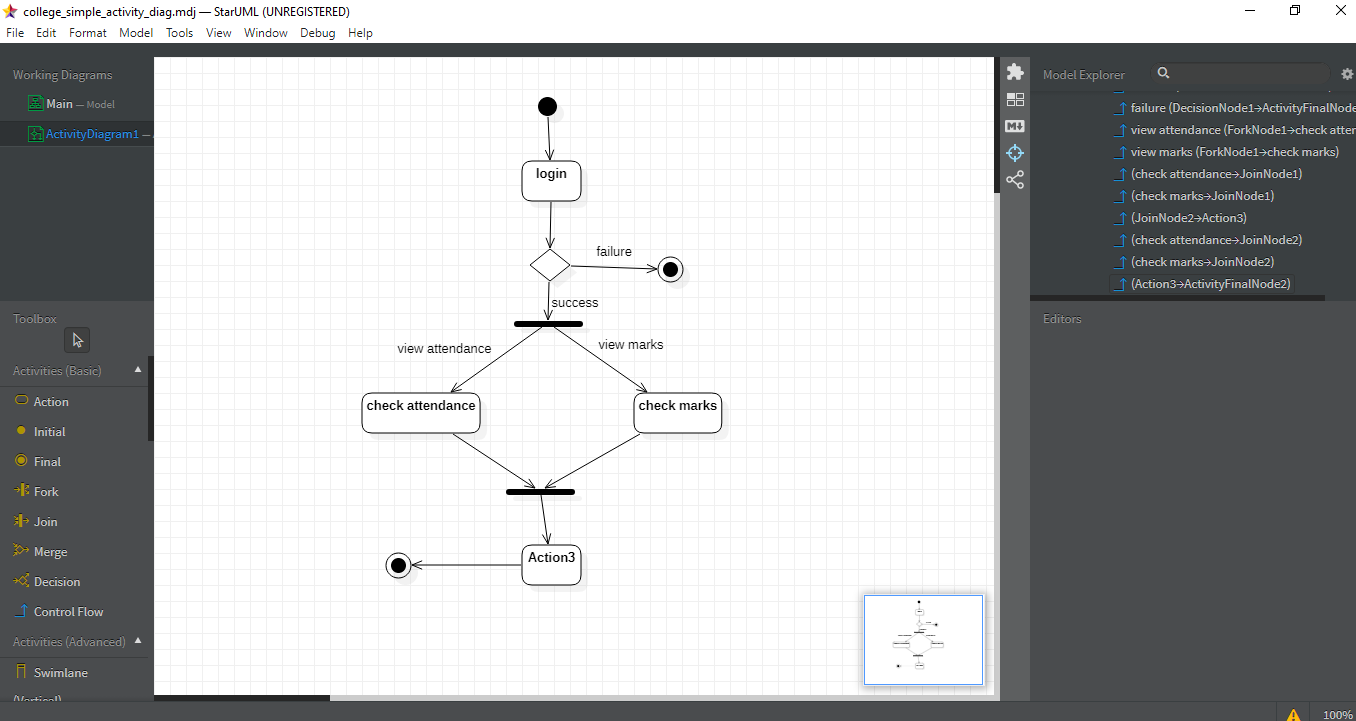 college_simple_activity_diag.mdj — StarUML (UNREGISTERED)
File Edit Format Model Tools View Window Debug Help
Working Diagrams
Main — Model
ActivityDiagram1 —
Toolbox
Activities (Basic)
Action
Initial
Final
Fork
Join
Merge
Decision
Control Flow
Activities (Advanced)
Swimlane
(Vertical)
login
failure
success
view attendance
view marks
check attendance
check marks
Action3
Model Explorer
failure (DecisionNode1→ActivityFinalNode
view attendance (ForkNode1→check atten
view marks (ForkNode1→check marks)
(check attendance→JoinNode1)
(check marks→JoinNode1)
(JoinNode2→Action3)
(check attendance→JoinNode2)
(check marks→JoinNode2)
(Action3→ActivityFinalNode2)
Editors
100%